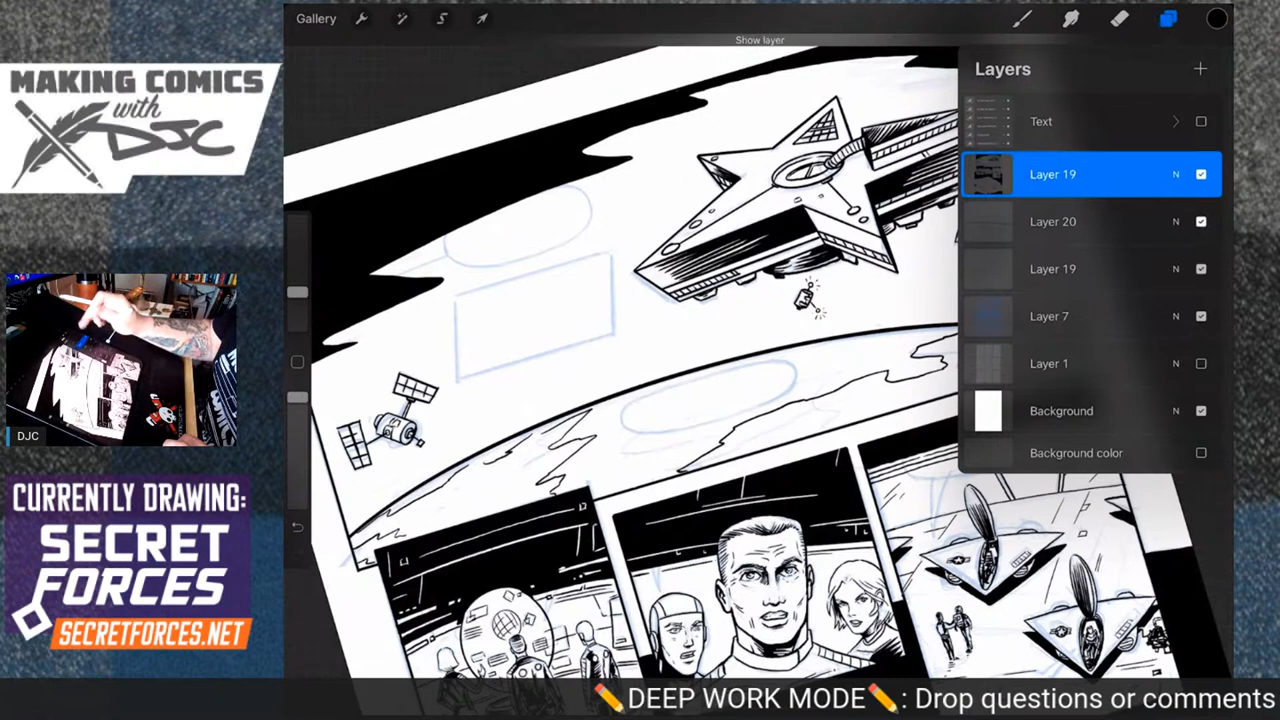 Gallery
Show layer
MAKING COMICS
with
DJC
Layers
Text
Layer 19
N
Layer 20
N
Layer 19
N
Layer 7
N
Layer 1
N
Background
N
Background color
DJC
CURRENTLY DRAWING:
SECRET
FORCES
SECRETFORCES.NET
✏️DEEP WORK MODE✏️: Drop questions or comments